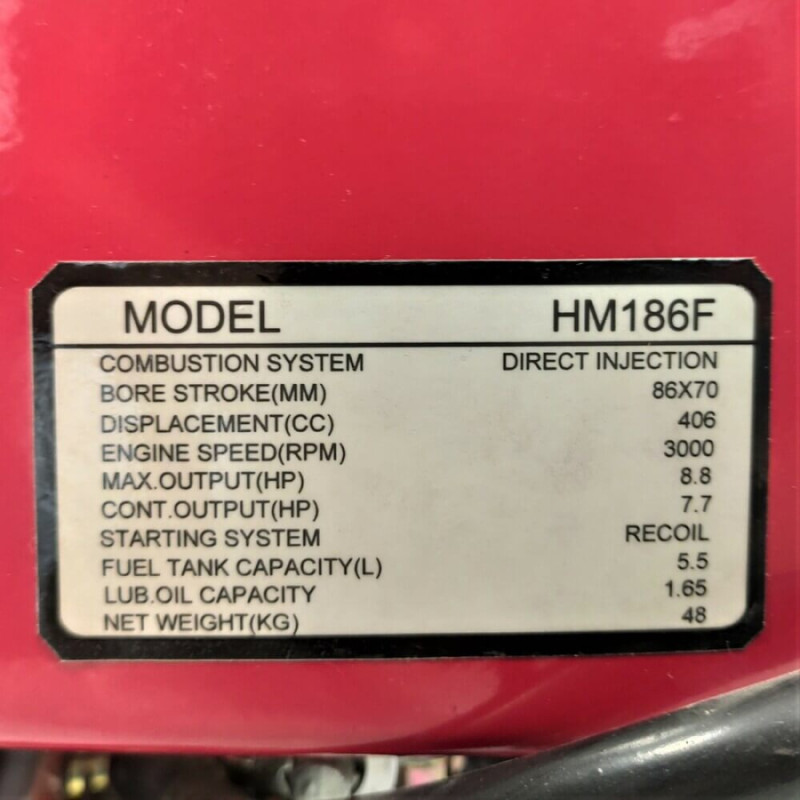 MODEL HM186F
COMBUSTION SYSTEM DIRECT INJECTION
BORE STROKE(MM) 86X70
DISPLACEMENT(CC) 406
ENGINE SPEED(RPM) 3000
MAX.OUTPUT(HP) 8.8
CONT.OUTPUT(HP) 7.7
STARTING SYSTEM RECOIL
FUEL TANK CAPACITY(L) 5.5
LUB.OIL CAPACITY 1.65
NET WEIGHT(KG) 48